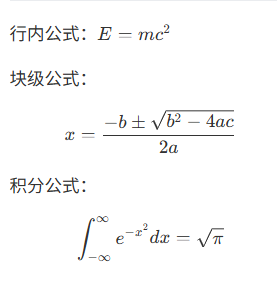 行内公式：$E = mc^2$
块级公式：
$$x = \frac{-b \pm \sqrt{b^2 - 4ac}}{2a}$$
积分公式：
$$\int_{-\infty}^{\infty} e^{-x^2} dx = \sqrt{\pi}$$